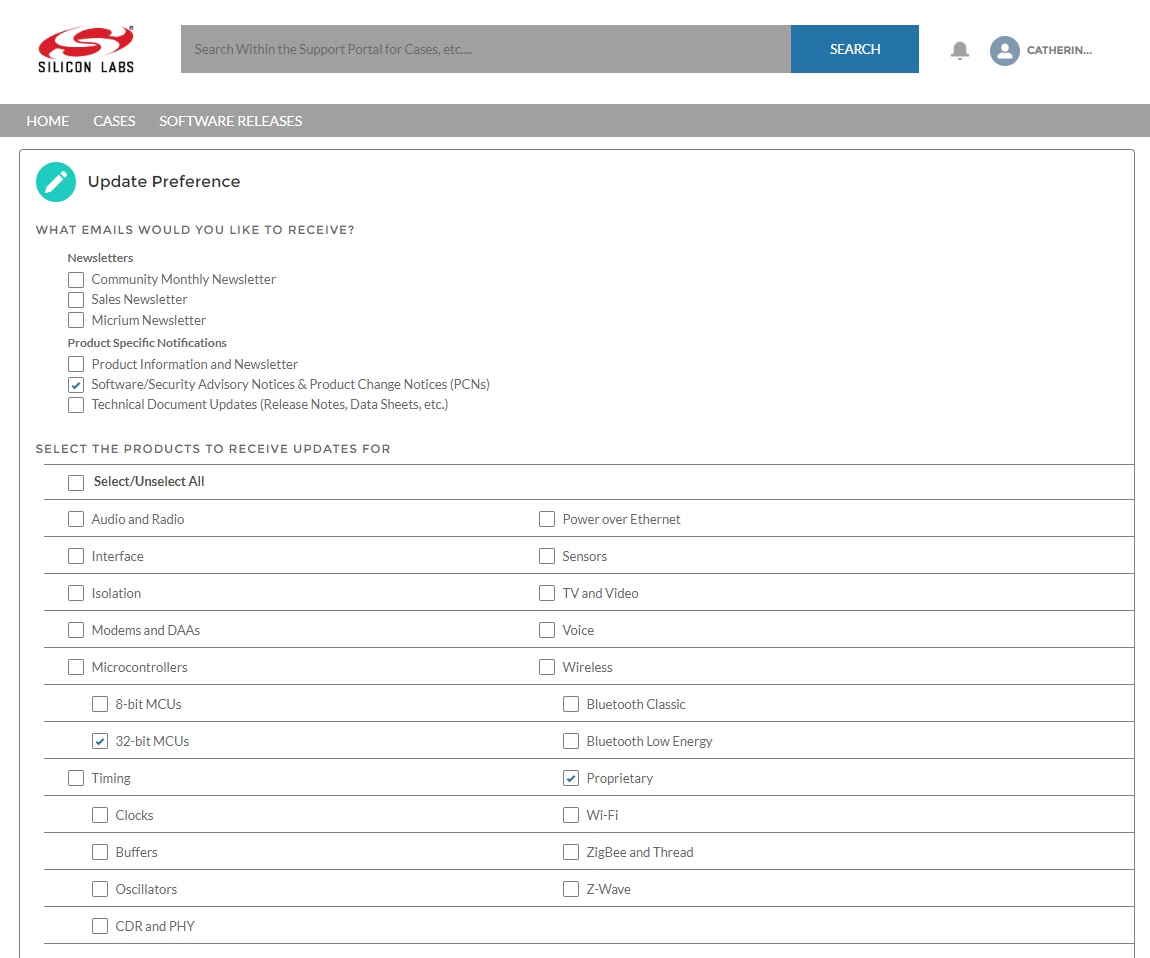 SILICON LABS
Search Within the Support Portal for Cases, etc....
SEARCH
CATHERIN...
HOME CASES SOFTWARE RELEASES
Update Preference
WHAT EMAILS WOULD YOU LIKE TO RECEIVE?
Newsletters
Community Monthly Newsletter
Sales Newsletter
Micrium Newsletter
Product Specific Notifications
Product Information and Newsletter
Software/Security Advisory Notices & Product Change Notices (PCNs)
Technical Document Updates (Release Notes, Data Sheets, etc.)
SELECT THE PRODUCTS TO RECEIVE UPDATES FOR
Select/Unselect All
Audio and Radio Power over Ethernet
Interface Sensors
Isolation TV and Video
Modems and DAAs Voice
Microcontrollers Wireless
8-bit MCUs Bluetooth Classic
32-bit MCUs Bluetooth Low Energy
Timing Proprietary
Clocks Wi-Fi
Buffers ZigBee and Thread
Oscillators Z-Wave
CDR and PHY